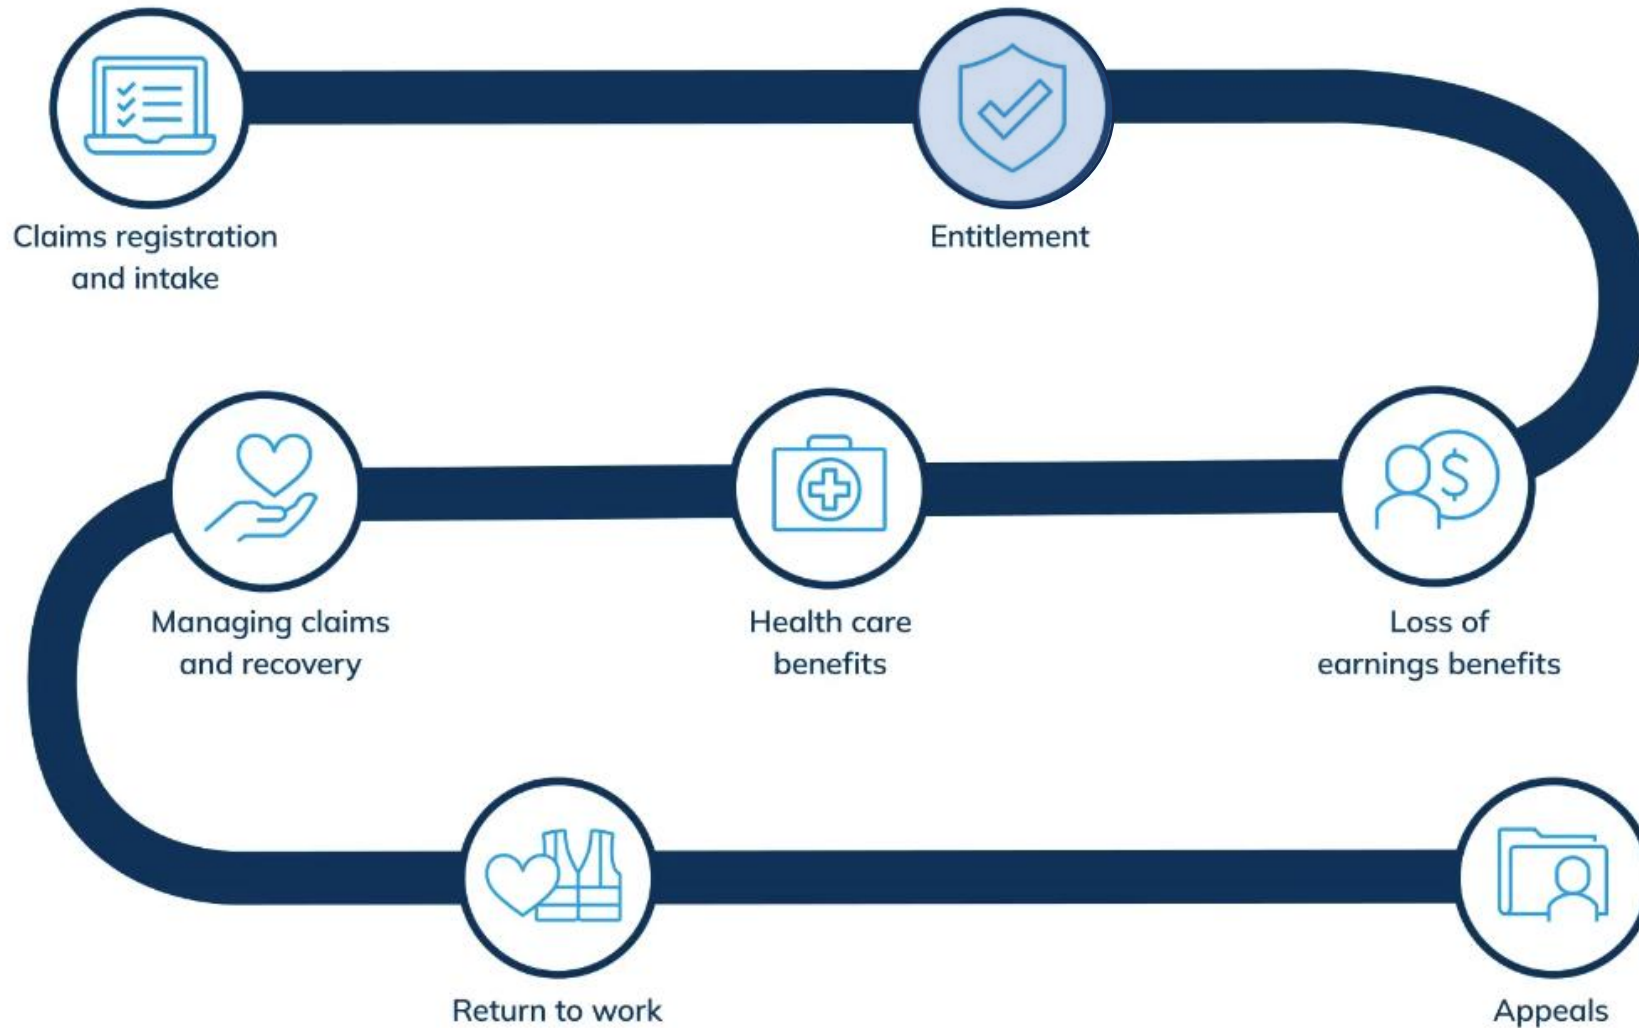 Claims registration
and intake
Entitlement
$
Loss of
earnings benefits
Health care
benefits
Managing claims
and recovery
Return to work
Appeals